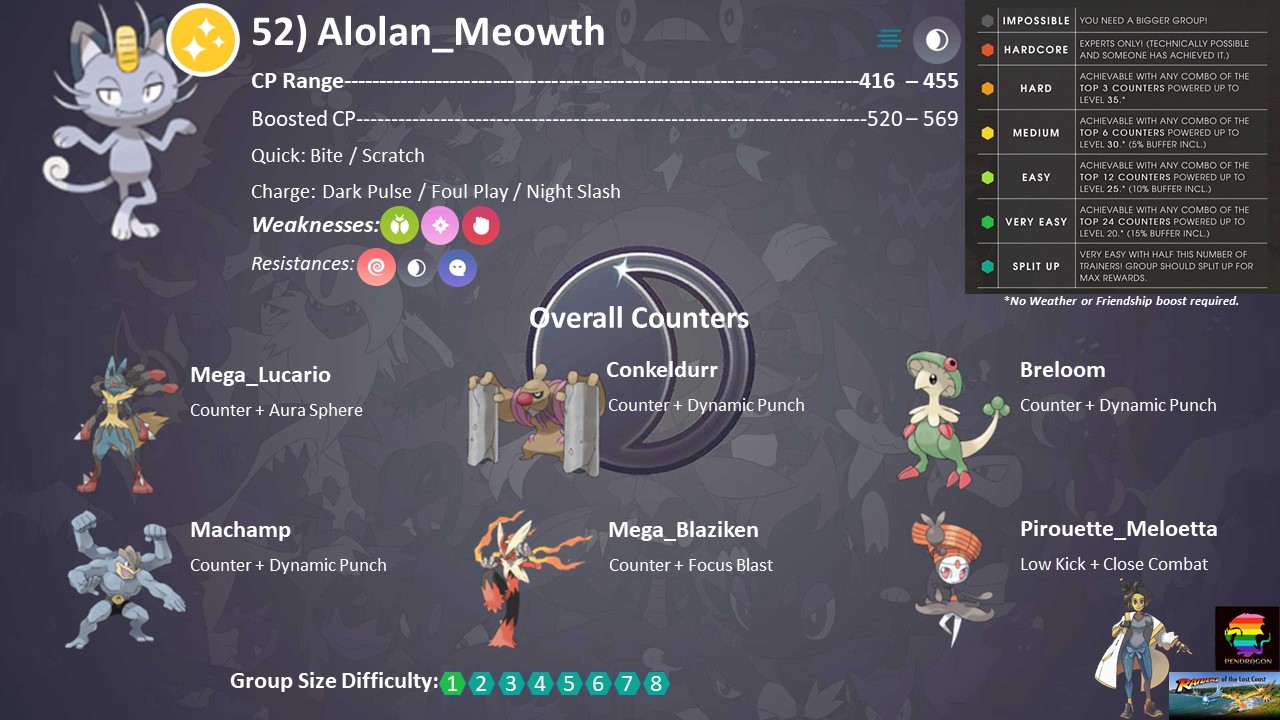 52) Alolan_Meowth
CP Range-----------------------------------------------------------------------------416 – 455
Boosted CP-----------------------------------------------------------------------------520 – 569
Quick: Bite / Scratch
Charge: Dark Pulse / Foul Play / Night Slash
Weaknesses:
Resistances:
IMPOSSIBLE YOU NEED A BIGGER GROUP!
HARDCORE EXPERTS ONLY! (TECHNICALLY POSSIBLE
AND SOMEONE HAS ACHIEVED IT.)
HARD ACHIEVABLE WITH ANY COMBO OF THE
TOP 3 COUNTERS POWERED UP TO
LEVEL 35.*
MEDIUM ACHIEVABLE WITH ANY COMBO OF THE
TOP 6 COUNTERS POWERED UP TO
LEVEL 30.* (5% BUFFER INCL.)
EASY ACHIEVABLE WITH ANY COMBO OF THE
TOP 12 COUNTERS POWERED UP TO
LEVEL 25.* (10% BUFFER INCL.)
VERY EASY ACHIEVABLE WITH ANY COMBO OF THE
TOP 24 COUNTERS POWERED UP TO
LEVEL 20.* (15% BUFFER INCL.)
SPLIT UP VERY EASY WITH HALF THIS NUMBER OF
TRAINERS! GROUP SHOULD SPLIT UP FOR
MAX REWARDS.
*No Weather or Friendship boost required.
Overall Counters
Mega_Lucario
Counter + Aura Sphere
Conkeldurr
Counter + Dynamic Punch
Breloom
Counter + Dynamic Punch
Machamp
Counter + Dynamic Punch
Mega_Blaziken
Counter + Focus Blast
Pirouette_Meloetta
Low Kick + Close Combat
Group Size Difficulty: 1 2 3 4 5 6 7 8
PENDRAGON
RAIDERS of the Lost Coast